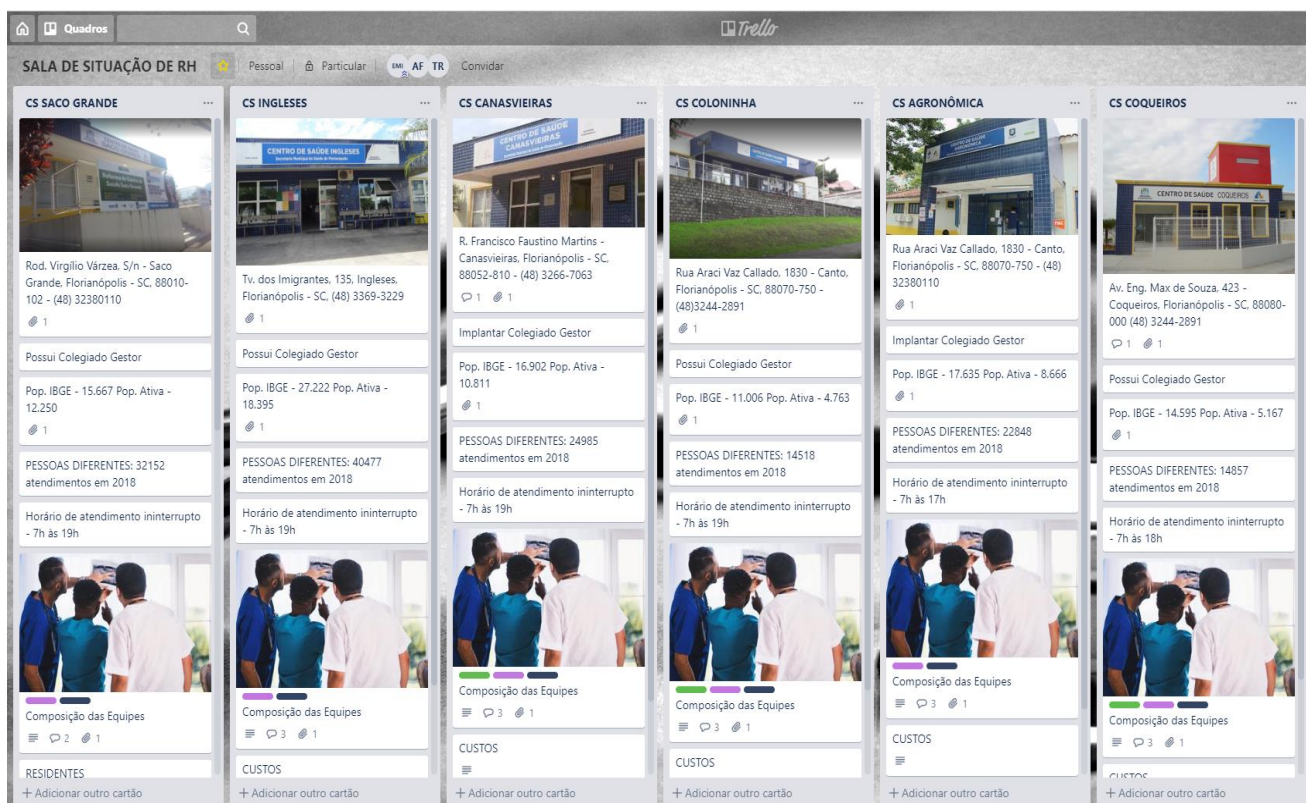 Quadros
Trello
SALA DE SITUAÇÃO DE RH
Pessoal
Particular
EMI
AF
TR
Convidar
CS SACO GRANDE
Rod. Virgílio Várzea, S/n - Saco
Grande, Florianópolis - SC, 88010-
102 - (48) 32380110
1
Possui Colegiado Gestor
Pop. IBGE - 15.667 Pop. Ativa -
12.250
1
PESSOAS DIFERENTES: 32152
atendimentos em 2018
Horário de atendimento ininterrupto
- 7h às 19h
Composição das Equipes
2 1
RESIDENTES
+ Adicionar outro cartão
CS INGLESES
CENTRO DE SAÚDE INGLESES
Tv. dos Imigrantes, 135, Ingleses,
Florianópolis - SC, (48) 3369-3229
1
Possui Colegiado Gestor
Pop. IBGE - 27.222 Pop. Ativa -
18.395
1
PESSOAS DIFERENTES: 40477
atendimentos em 2018
Horário de atendimento ininterrupto
- 7h às 19h
Composição das Equipes
3 1
CUSTOS
+ Adicionar outro cartão
CS CANASVIEIRAS
CENTRO DE SAÚDE
CANASVIEIRAS
R. Francisco Faustino Martins -
Canasvieiras, Florianópolis - SC,
88052-810 - (48) 3266-7063
1 1
Implantar Colegiado Gestor
Pop. IBGE - 16.902 Pop. Ativa -
10.811
1
PESSOAS DIFERENTES: 24985
atendimentos em 2018
Horário de atendimento ininterrupto
- 7h às 19h
Composição das Equipes
3 1
CUSTOS
+ Adicionar outro cartão
CS COLONINHA
Rua Araci Vaz Callado, 1830 - Canto,
Florianópolis - SC, 88070-750 -
(48)3244-2891
1
Possui Colegiado Gestor
Pop. IBGE - 11.006 Pop. Ativa - 4.763
1
PESSOAS DIFERENTES: 14518
atendimentos em 2018
Horário de atendimento ininterrupto
- 7h às 19h
Composição das Equipes
3 1
CUSTOS
+ Adicionar outro cartão
CS AGRONÔMICA
CENTRO DE SAÚDE
AGRONÔMICA
Rua Araci Vaz Callado, 1830 - Canto,
Florianópolis - SC, 88070-750 - (48)
32380110
1
Implantar Colegiado Gestor
Pop. IBGE - 17.635 Pop. Ativa - 8.666
1
PESSOAS DIFERENTES: 22848
atendimentos em 2018
Horário de atendimento ininterrupto
- 7h às 17h
Composição das Equipes
3 1
CUSTOS
+ Adicionar outro cartão
CS COQUEIROS
CENTRO DE SAÚDE COQUEIROS
Av. Eng. Max de Souza, 423 -
Coqueiros, Florianópolis - SC, 88080-
000 (48) 3244-2891
1 1
Possui Colegiado Gestor
Pop. IBGE - 14.595 Pop. Ativa - 5.167
1
PESSOAS DIFERENTES: 14857
atendimentos em 2018
Horário de atendimento ininterrupto
- 7h às 18h
Composição das Equipes
3 1
CUSTOS
+ Adicionar outro cartão